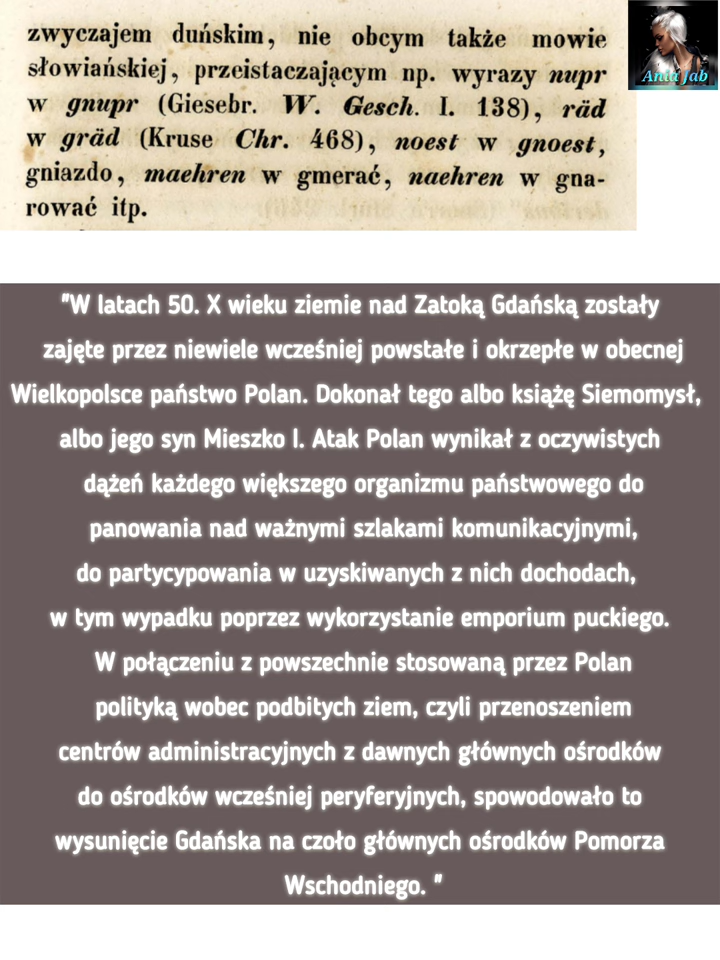 zwyczajem duńskim, nie obcym także mowie
słowiańskiej, przeistaczającym np. wyrazy nupr
w gnupr (Giesebr. W. Gesch. I. 138), räd
w gräd (Kruse Chr. 468), noest w gnoest,
gniazdo, maehren w gmerać, naehren w gna-
rować itp.
Ania Jab
"W latach 50. X wieku ziemie nad Zatoką Gdańską zostały
zajęte przez niewiele wcześniej powstałe i okrzepłe w obecnej
Wielkopolsce państwo Polan. Dokonał tego albo książę Siemomysł,
albo jego syn Mieszko I. Atak Polan wynikał z oczywistych
dążeń każdego większego organizmu państwowego do
panowania nad ważnymi szlakami komunikacyjnymi,
do partycypowania w uzyskiwanych z nich dochodach,
w tym wypadku poprzez wykorzystanie emporium puckiego.
W połączeniu z powszechnie stosowaną przez Polan
polityką wobec podbitych ziem, czyli przenoszeniem
centrów administracyjnych z dawnych głównych ośrodków
do ośrodków wcześniej peryferyjnych, spowodowało to
wysunięcie Gdańska na czoło głównych ośrodków Pomorza
Wschodniego. "